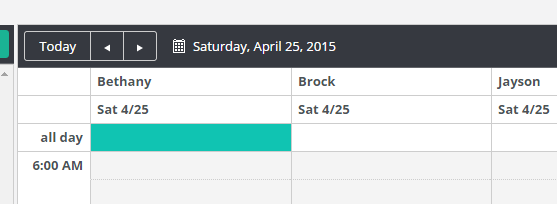 Today Saturday, April 25, 2015
Bethany Brock Jayson
Sat 4/25 Sat 4/25 Sat 4/25
all day
6:00 AM